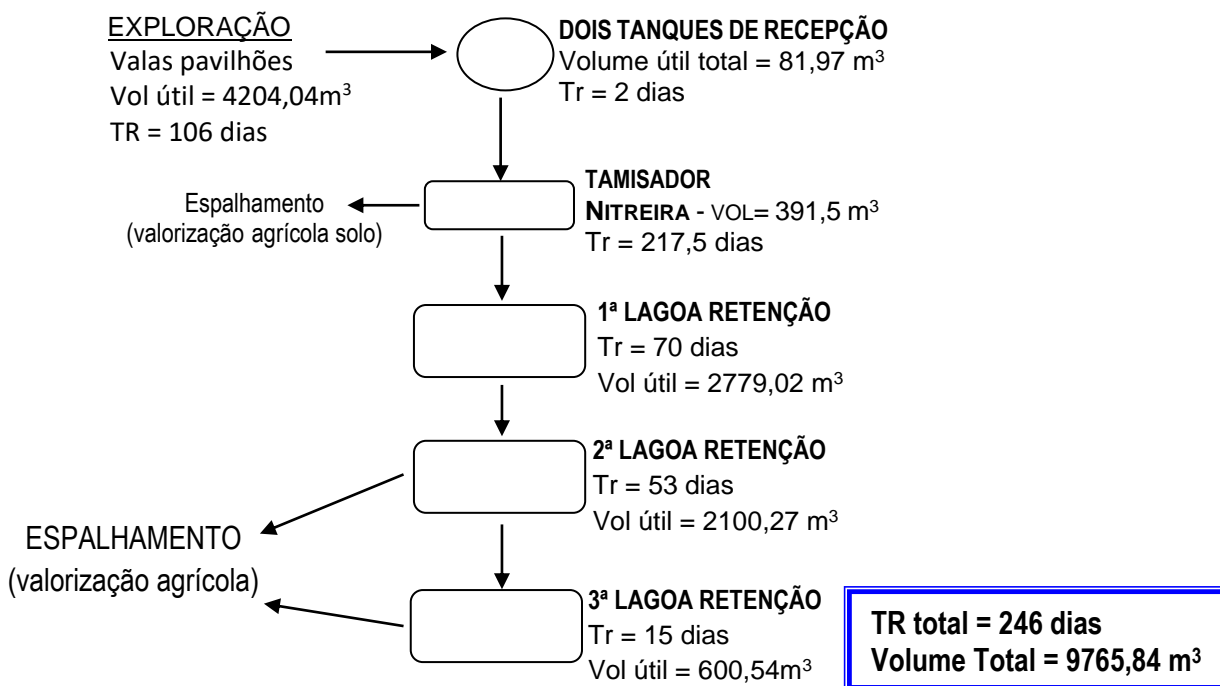 EXPLORAÇÃO
Valas pavilhões
Vol útil = 4204,04m³
TR = 106 dias
DOIS TANQUES DE RECEPÇÃO
Volume útil total = 81,97 m³
Tr = 2 dias
TAMISADOR
NITREIRA - VOL= 391,5 m³
Tr = 217,5 dias
Espalhamento
(valorização agrícola solo)
1ª LAGOA RETENÇÃO
Tr = 70 dias
Vol útil = 2779,02 m³
2ª LAGOA RETENÇÃO
Tr = 53 dias
Vol útil = 2100,27 m³
ESPALHAMENTO
(valorização agrícola)
3ª LAGOA RETENÇÃO
Tr = 15 dias
Vol útil = 600,54m³
TR total = 246 dias
Volume Total = 9765,84 m³